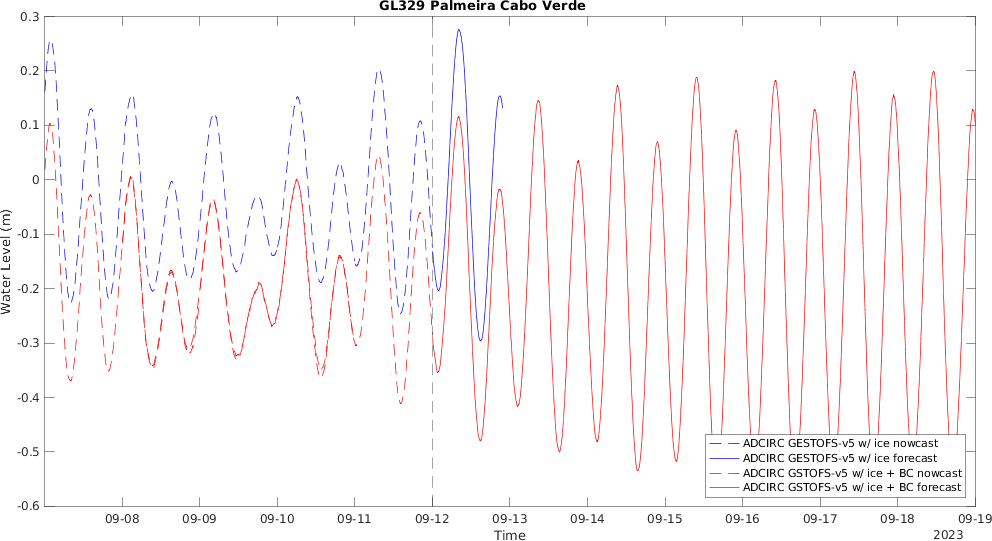 GL329 Palmeira Cabo Verde
0.3
0.2
0.1
0
-0.1
-0.2
-0.3
-0.4
-0.5
-0.6
Water Level (m)
ADCIRC GESTOFS-v5 w/ ice nowcast
ADCIRC GESTOFS-v5 w/ ice forecast
ADCIRC GSTOFS-v5 w/ ice + BC nowcast
ADCIRC GSTOFS-v5 w/ ice + BC forecast
09-08 09-09 09-10 09-11 09-12 09-13 09-14 09-15 09-16 09-17 09-18 09-19
Time
2023